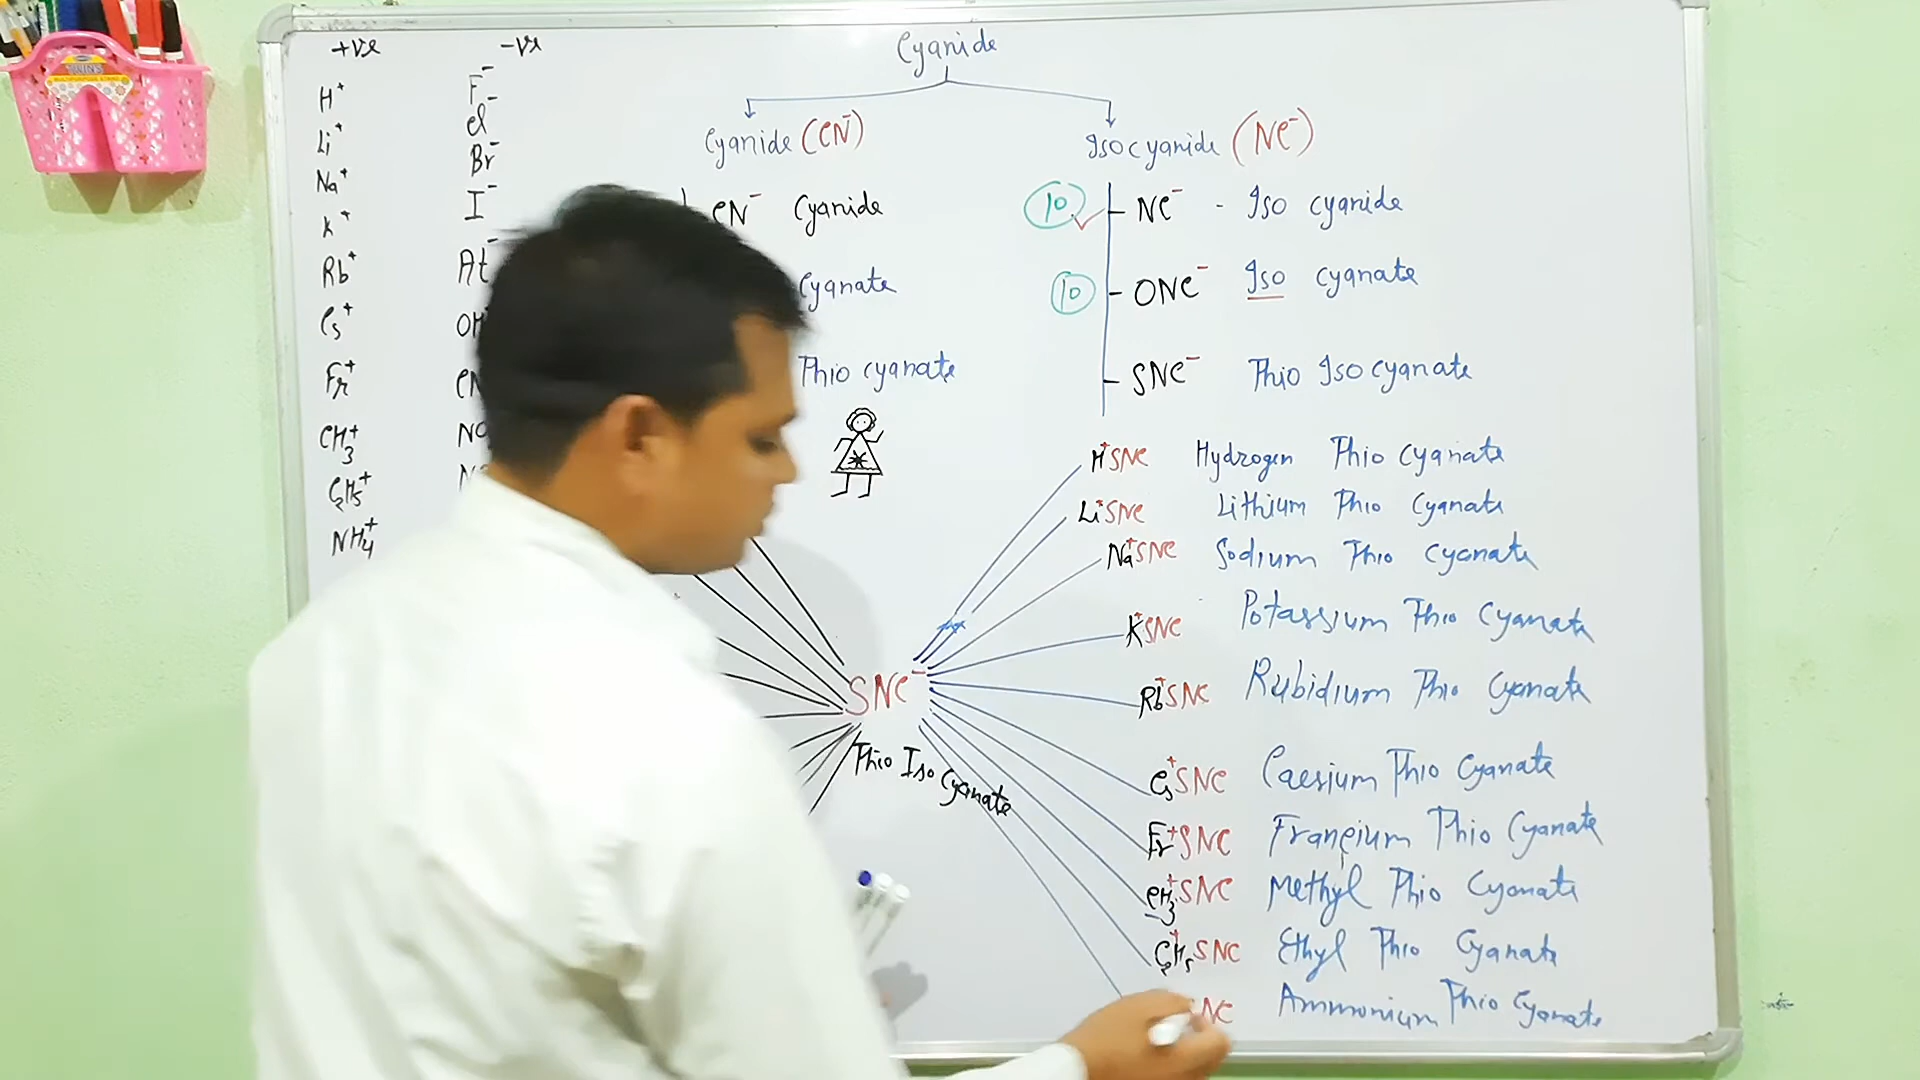 +ve -ve
H⁺ F⁻
Li⁺ Cl⁻
Na⁺ Br⁻
K⁺ I⁻
Rb⁺ At⁻
Cs⁺ OH
Fr⁺ CN
CH₃⁺ NO
C₂H₅⁺
NH₄⁺
Cyanide
Cyanide (CN⁻)
CN⁻ Cyanide
Cyanate
Thio cyanate
Isocyanide (NC⁻)
10 NC⁻ - Iso cyanide
10 ONC⁻ Iso cyanate
SNC⁻ Thio Isocyanate
SNC⁻
Thio Iso Cyanate
H⁺SNC Hydrogen Thio Cyanate
Li⁺SNC Lithium Thio Cyanate
Na⁺SNC Sodium Thio Cyanate
K⁺SNC Potassium Thio Cyanate
Rb⁺SNC Rubidium Thio Cyanate
Cs⁺SNC Caesium Thio Cyanate
Fr⁺SNC Francium Thio Cyanate
CH₃⁺SNC Methyl Thio Cyanate
C₂H₅⁺SNC Ethyl Thio Cyanate
NC Ammonium Thio Cyanate